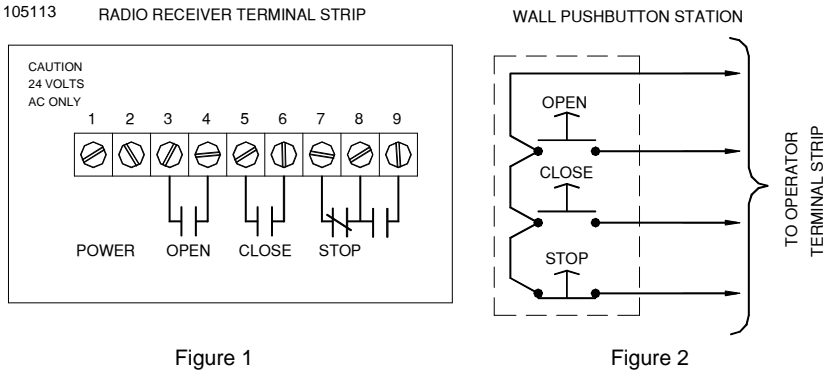 105113
RADIO RECEIVER TERMINAL STRIP
CAUTION
24 VOLTS
AC ONLY
1 2 3 4 5 6 7 8 9
POWER OPEN CLOSE STOP
Figure 1
WALL PUSHBUTTON STATION
OPEN
CLOSE
STOP
TO OPERATOR
TERMINAL STRIP
Figure 2